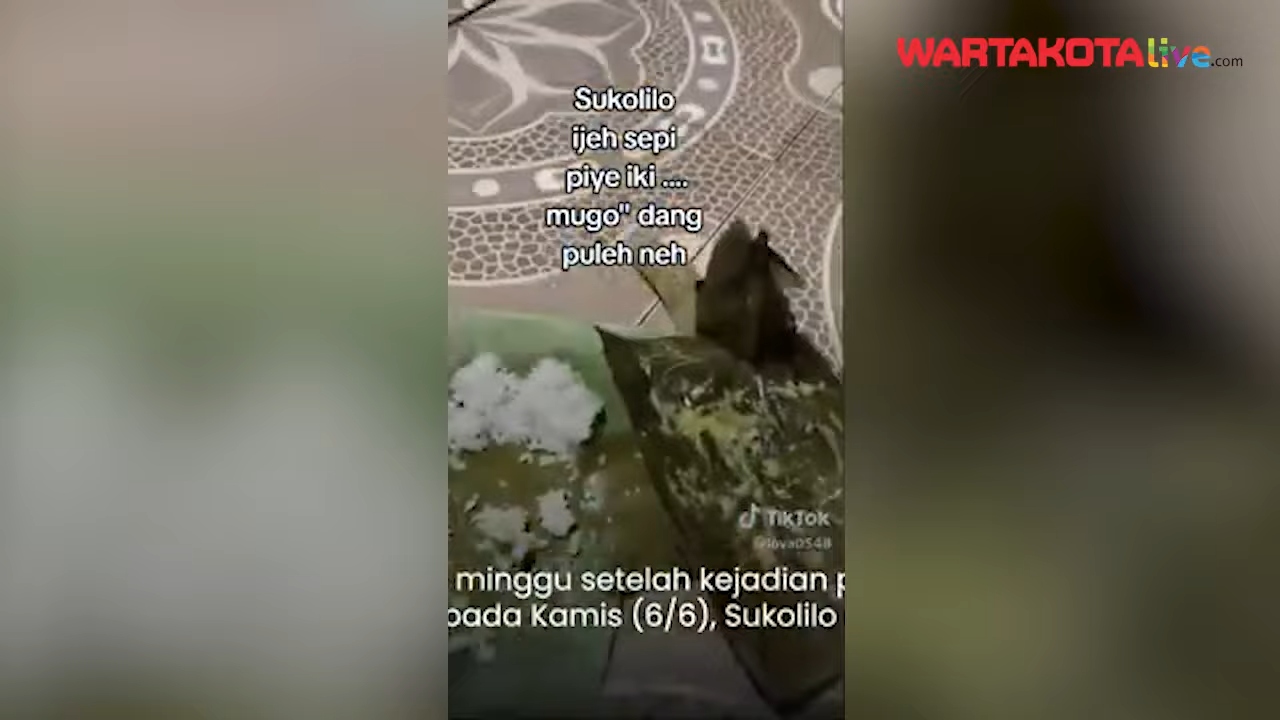 WARTAKOTAlive.com
Sukolilo
ijeh sepi
piye iki ....
mugo" dang
puleh neh
TikTok
minggu setelah kejadian p
pada Kamis (6/6), Sukolilo